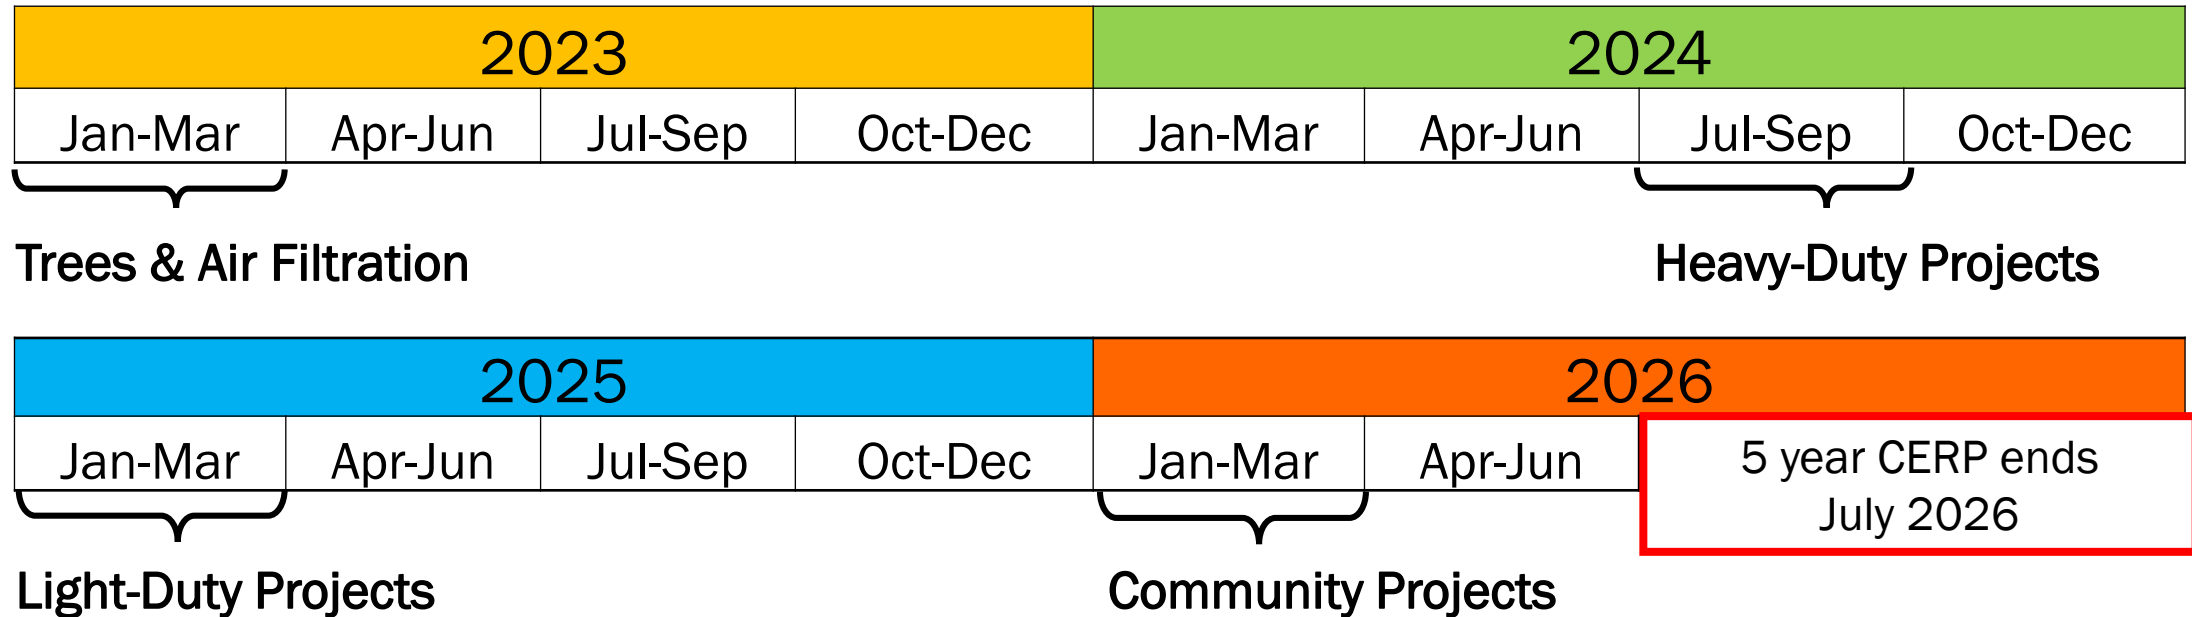 2023 2024
Jan-Mar Apr-Jun Jul-Sep Oct-Dec Jan-Mar Apr-Jun Jul-Sep Oct-Dec
Trees & Air Filtration Heavy-Duty Projects
2025 2026
Jan-Mar Apr-Jun Jul-Sep Oct-Dec Jan-Mar Apr-Jun
5 year CERP ends
July 2026
Light-Duty Projects Community Projects